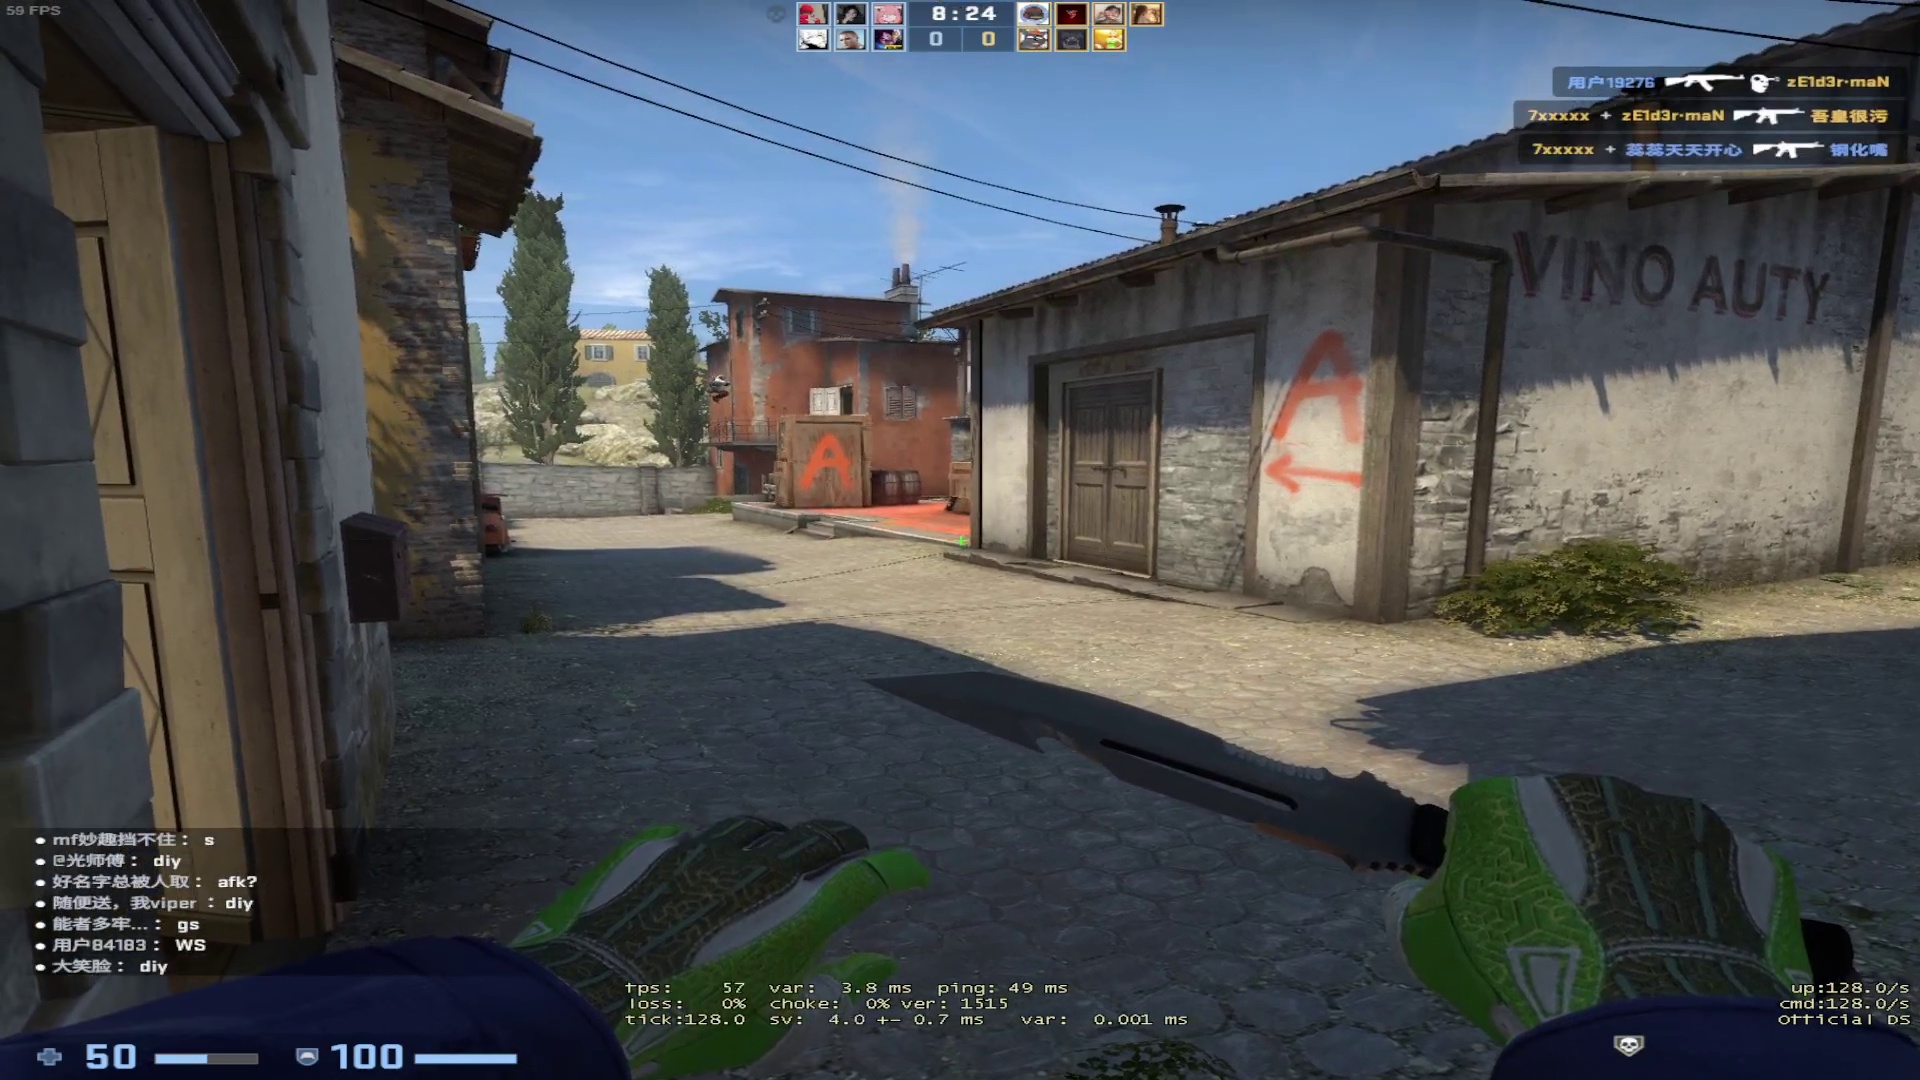 59 FPS
8:24
0 0
用户19276 zE1d3r·maN
7xxxxx + zE1d3r·maN 吾皇很污
7xxxxx + 蕊蕊天天开心 钢化嘴
VINO AUTY
A
A
mf妙趣挡不住： s
@光师傅： diy
好名字总被人取： afk?
随便送，我viper ： diy
能者多牢...： gs
用户84183： WS
大笑脸： diy
fps: 57 var: 3.8 ms ping: 49 ms
loss: 0% choke: 0% ver: 1515
tick:128.0 sv: 4.0 +- 0.7 ms var: 0.001 ms
up:128.0/s
cmd:128.0/s
Official DS
50 100